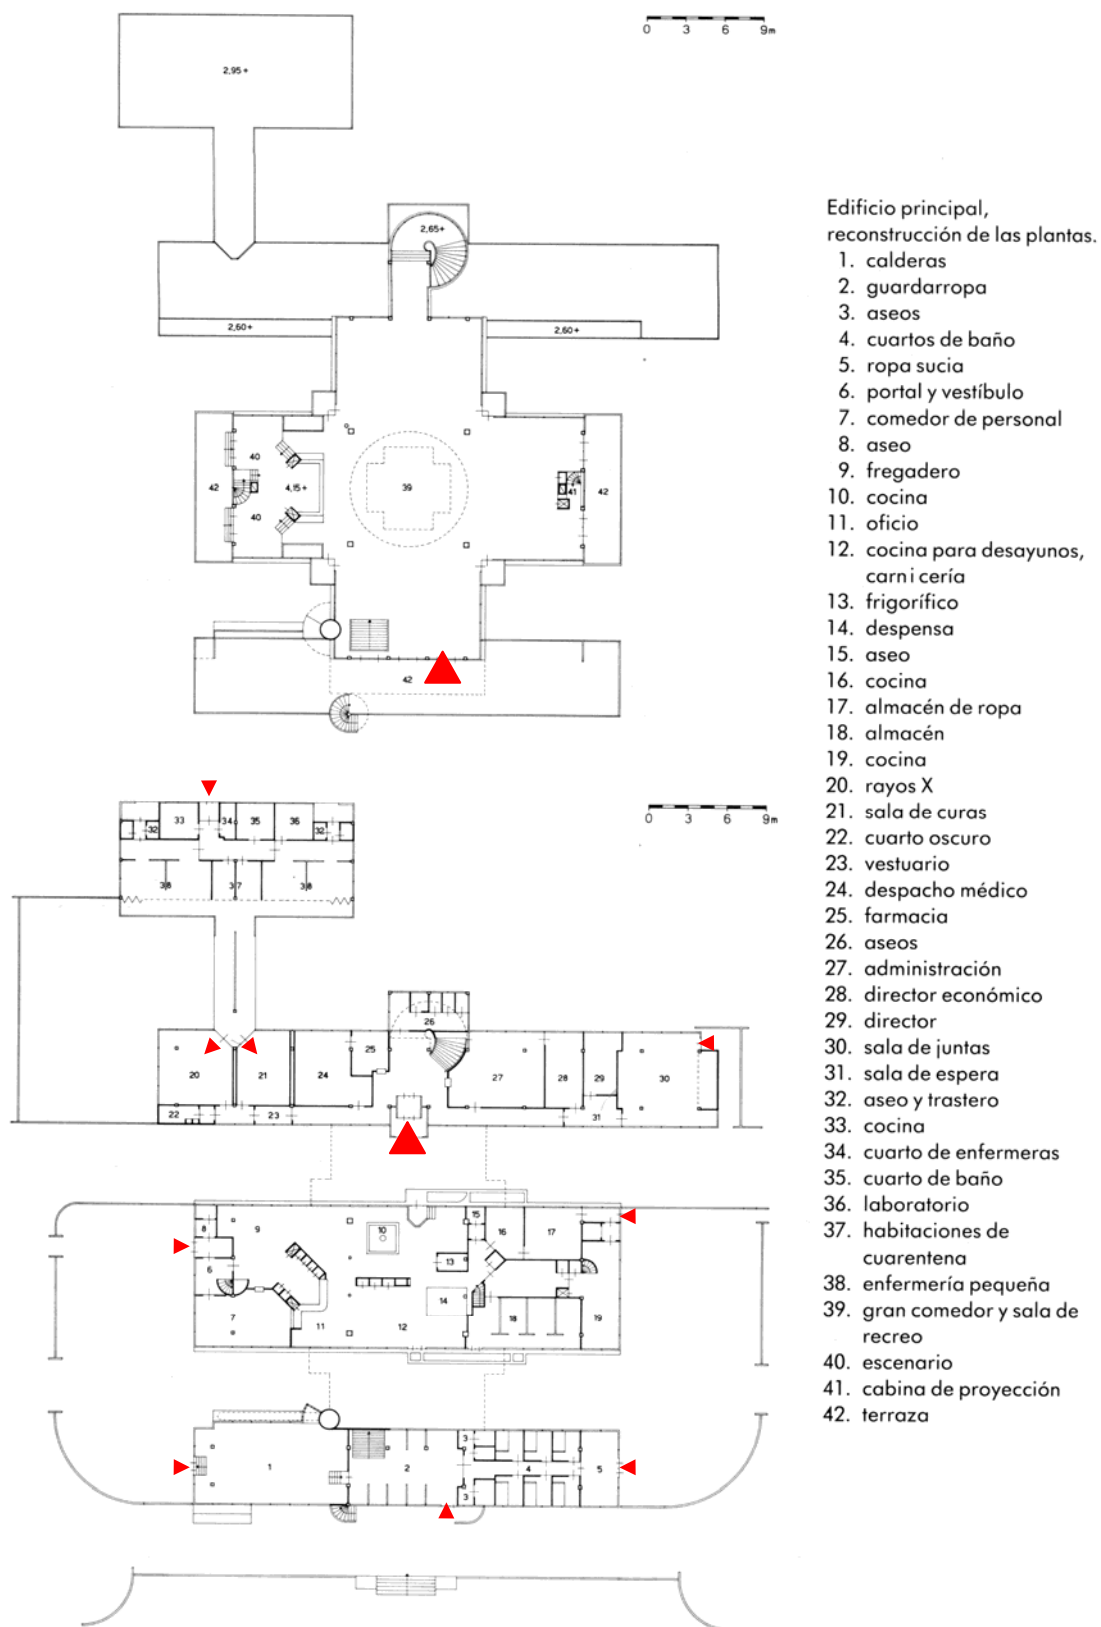 0 3 6 9m
2,95+
2,65+
2,60+
2,60+
40
42
4,15+
39
41
42
40
42
Edificio principal,
reconstrucción de las plantas.
1. calderas
2. guardarropa
3. aseos
4. cuartos de baño
5. ropa sucia
6. portal y vestíbulo
7. comedor de personal
8. aseo
9. fregadero
10. cocina
11. oficio
12. cocina para desayunos,
carni cería
13. frigorífico
14. despensa
15. aseo
16. cocina
17. almacén de ropa
18. almacén
19. cocina
20. rayos X
21. sala de curas
22. cuarto oscuro
23. vestuario
24. despacho médico
25. farmacia
26. aseos
27. administración
28. director económico
29. director
30. sala de juntas
31. sala de espera
32. aseo y trastero
33. cocina
34. cuarto de enfermeras
35. cuarto de baño
36. laboratorio
37. habitaciones de
cuarentena
38. enfermería pequeña
39. gran comedor y sala de
recreo
40. escenario
41. cabina de proyección
42. terraza
0 3 6 9m
32 33 34 35 36 32
38 37 38
26
25
20 21 24 27 28 29 30
22 23 31
8 9 10 15 16 17
13
6
14
7 11 12 18 19
3
1 2 4 5
3